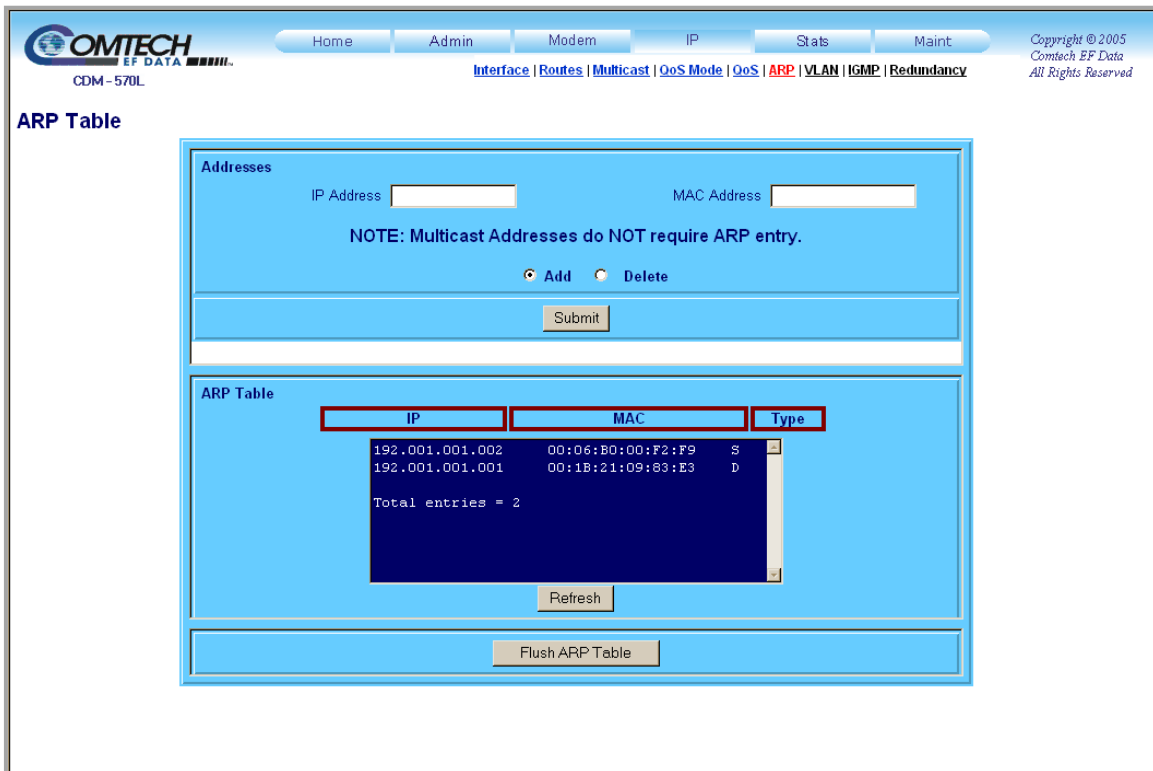 COMTECH
EF DATA
CDM - 570L
Home Admin Modem IP Stats Maint
Interface | Routes | Multicast | QoS Mode | QoS | ARP | VLAN | IGMP | Redundancy
Copyright © 2005
Comtech EF Data
All Rights Reserved
ARP Table
Addresses
IP Address MAC Address
NOTE: Multicast Addresses do NOT require ARP entry.
Add Delete
Submit
ARP Table
IP MAC Type
192.001.001.002 00:06:B0:00:F2:F9 S
192.001.001.001 00:1B:21:09:83:E3 D
Total entries = 2
Refresh
Flush ARP Table